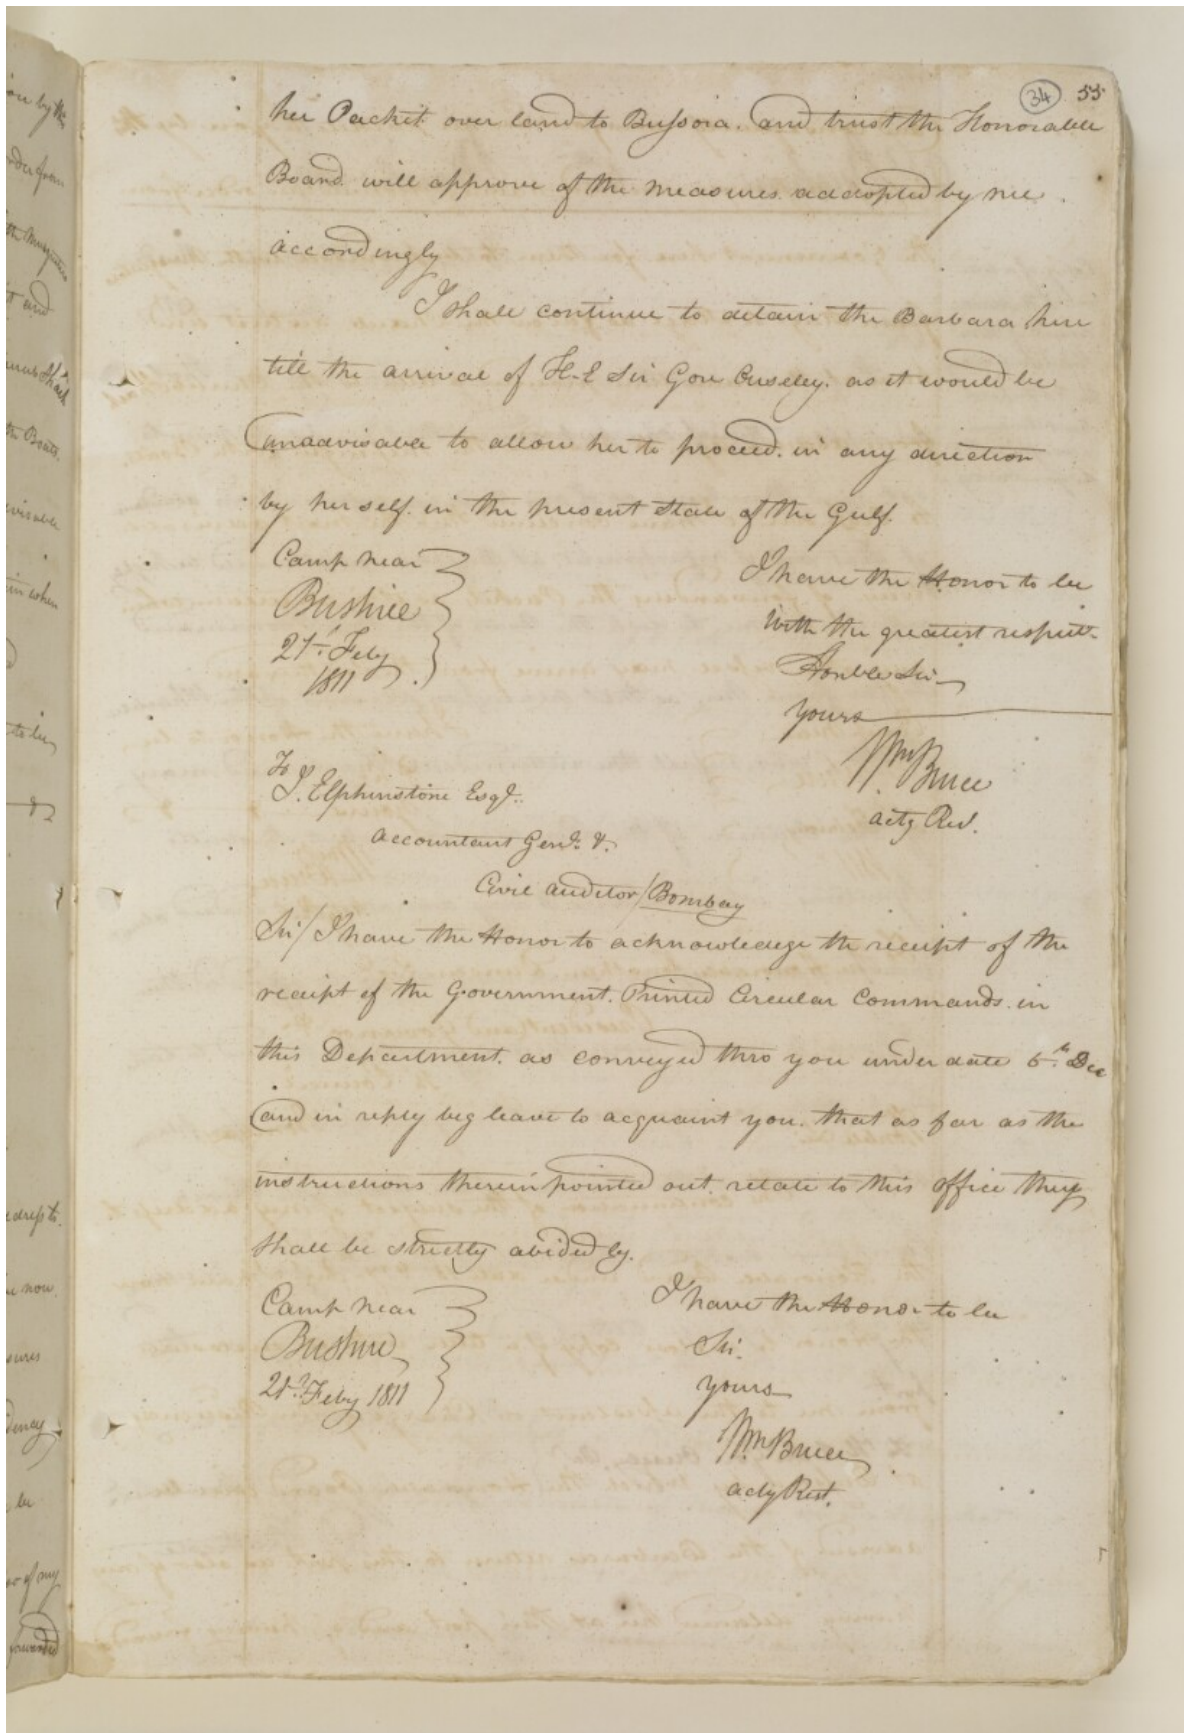 34 55
her Packet over land to Bussora. and trust the Honorable
Board will approve of the measures addopted by me.
accordingly
I shall continue to detain the Barbara here
till the arrival of H.E Sir Gore Ouseley. as it would be
unadvisable to allow her to proceed. in any direction
by her self. in the present state of the Gulf.
Camp near
Bushire
21st Feby
1811
I have the Honor to be
With the greatest respect
Honble Sir
yours
Wm Bruce
actg Res.
To
J. Elphinstone Esqr.
Accountant Genl. &.
Civil auditor/Bombay
Sir/I have the Honor to acknowledge the receipt of the
receipt of the Government. Printed Circular Commands. in
this Department. as conveyed thro you under date 6th Dec
and in reply beg leave to acquaint you. that as far as the
instructions therein pointed out. relate to this office they
shall be strictly abided by.
Camp near
Bushire
21st Feby 1811
I have the Honor to be
Sir.
yours
Wm Bruce
actg Rest.